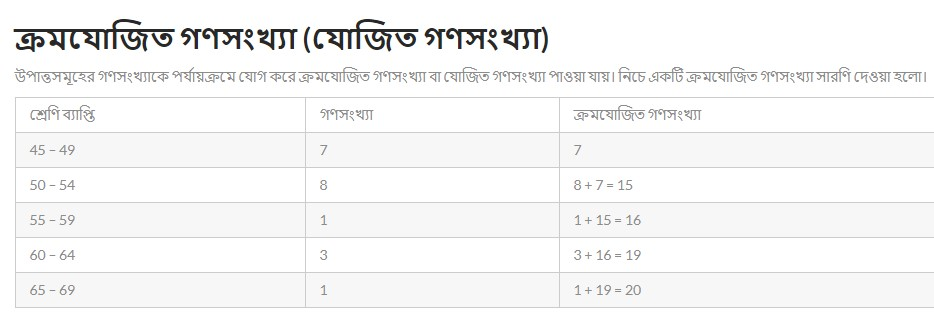 ক্রমযোজিত গণসংখ্যা (যোজিত গণসংখ্যা)
উপাত্তসমূহের গণসংখ্যাকে পর্যায়ক্রমে যোগ করে ক্রমযোজিত গণসংখ্যা বা যোজিত গণসংখ্যা পাওয়া যায়। নিচে একটি ক্রমযোজিত গণসংখ্যা সারণি দেওয়া হলো।
শ্রেণি ব্যাপ্তি গণসংখ্যা ক্রমযোজিত গণসংখ্যা
45 – 49 7 7
50 – 54 8 8 + 7 = 15
55 – 59 1 1 + 15 = 16
60 – 64 3 3 + 16 = 19
65 – 69 1 1 + 19 = 20